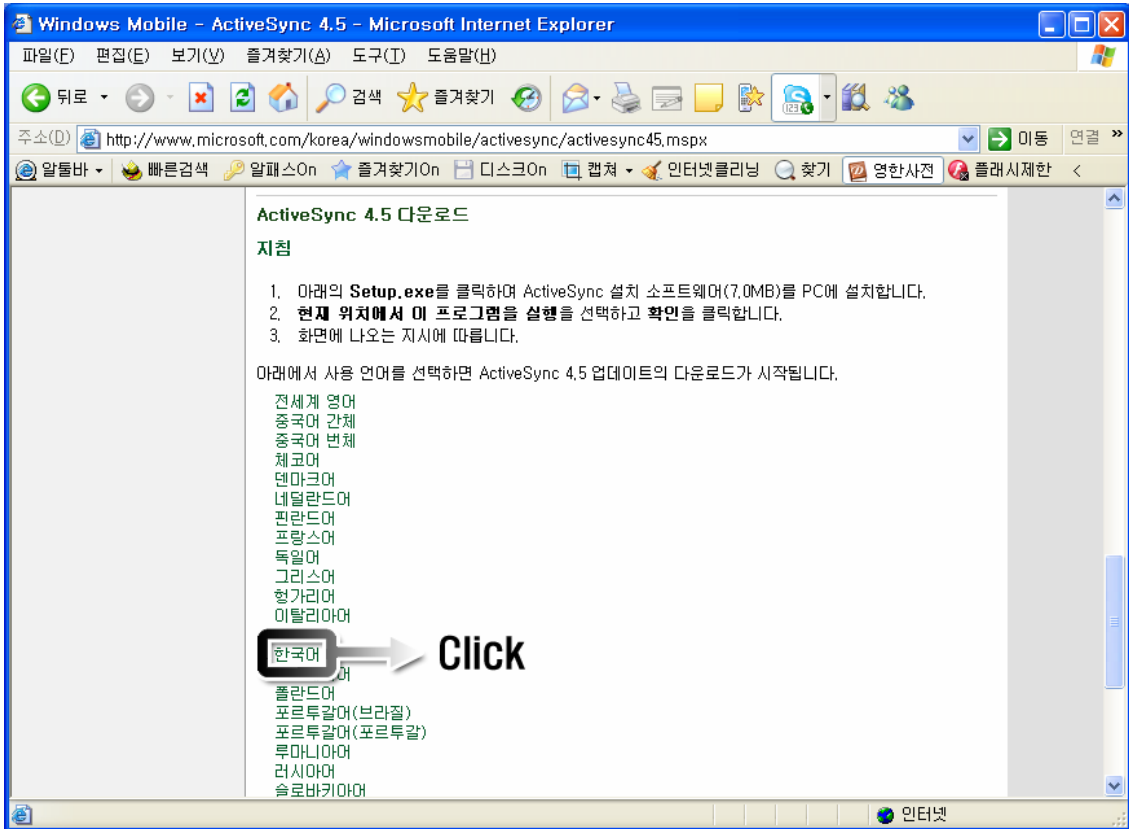 Windows Mobile - ActiveSync 4.5 - Microsoft Internet Explorer
파일(F) 편집(E) 보기(V) 즐겨찾기(A) 도구(T) 도움말(H)
뒤로 검색 즐겨찾기
주소(D) http://www.microsoft.com/korea/windowsmobile/activesync/activesync45.mspx 이동 연결 »
알툴바 빠른검색 알패스On 즐겨찾기On 디스크On 캡쳐 인터넷클리닝 찾기 영한사전 플래시제한 <
ActiveSync 4.5 다운로드
지침
1. 아래의 Setup.exe를 클릭하여 ActiveSync 설치 소프트웨어(7.0MB)를 PC에 설치합니다.
2. 현재 위치에서 이 프로그램을 실행을 선택하고 확인을 클릭합니다.
3. 화면에 나오는 지시에 따릅니다.
아래에서 사용 언어를 선택하면 ActiveSync 4.5 업데이트의 다운로드가 시작됩니다.
전세계 영어
중국어 간체
중국어 번체
체코어
덴마크어
네덜란드어
핀란드어
프랑스어
독일어
그리스어
헝가리어
이탈리아어
한국어 Click
폴란드어
포르투갈어(브라질)
포르투갈어(포르투갈)
루마니아어
러시아어
슬로바키아어
인터넷